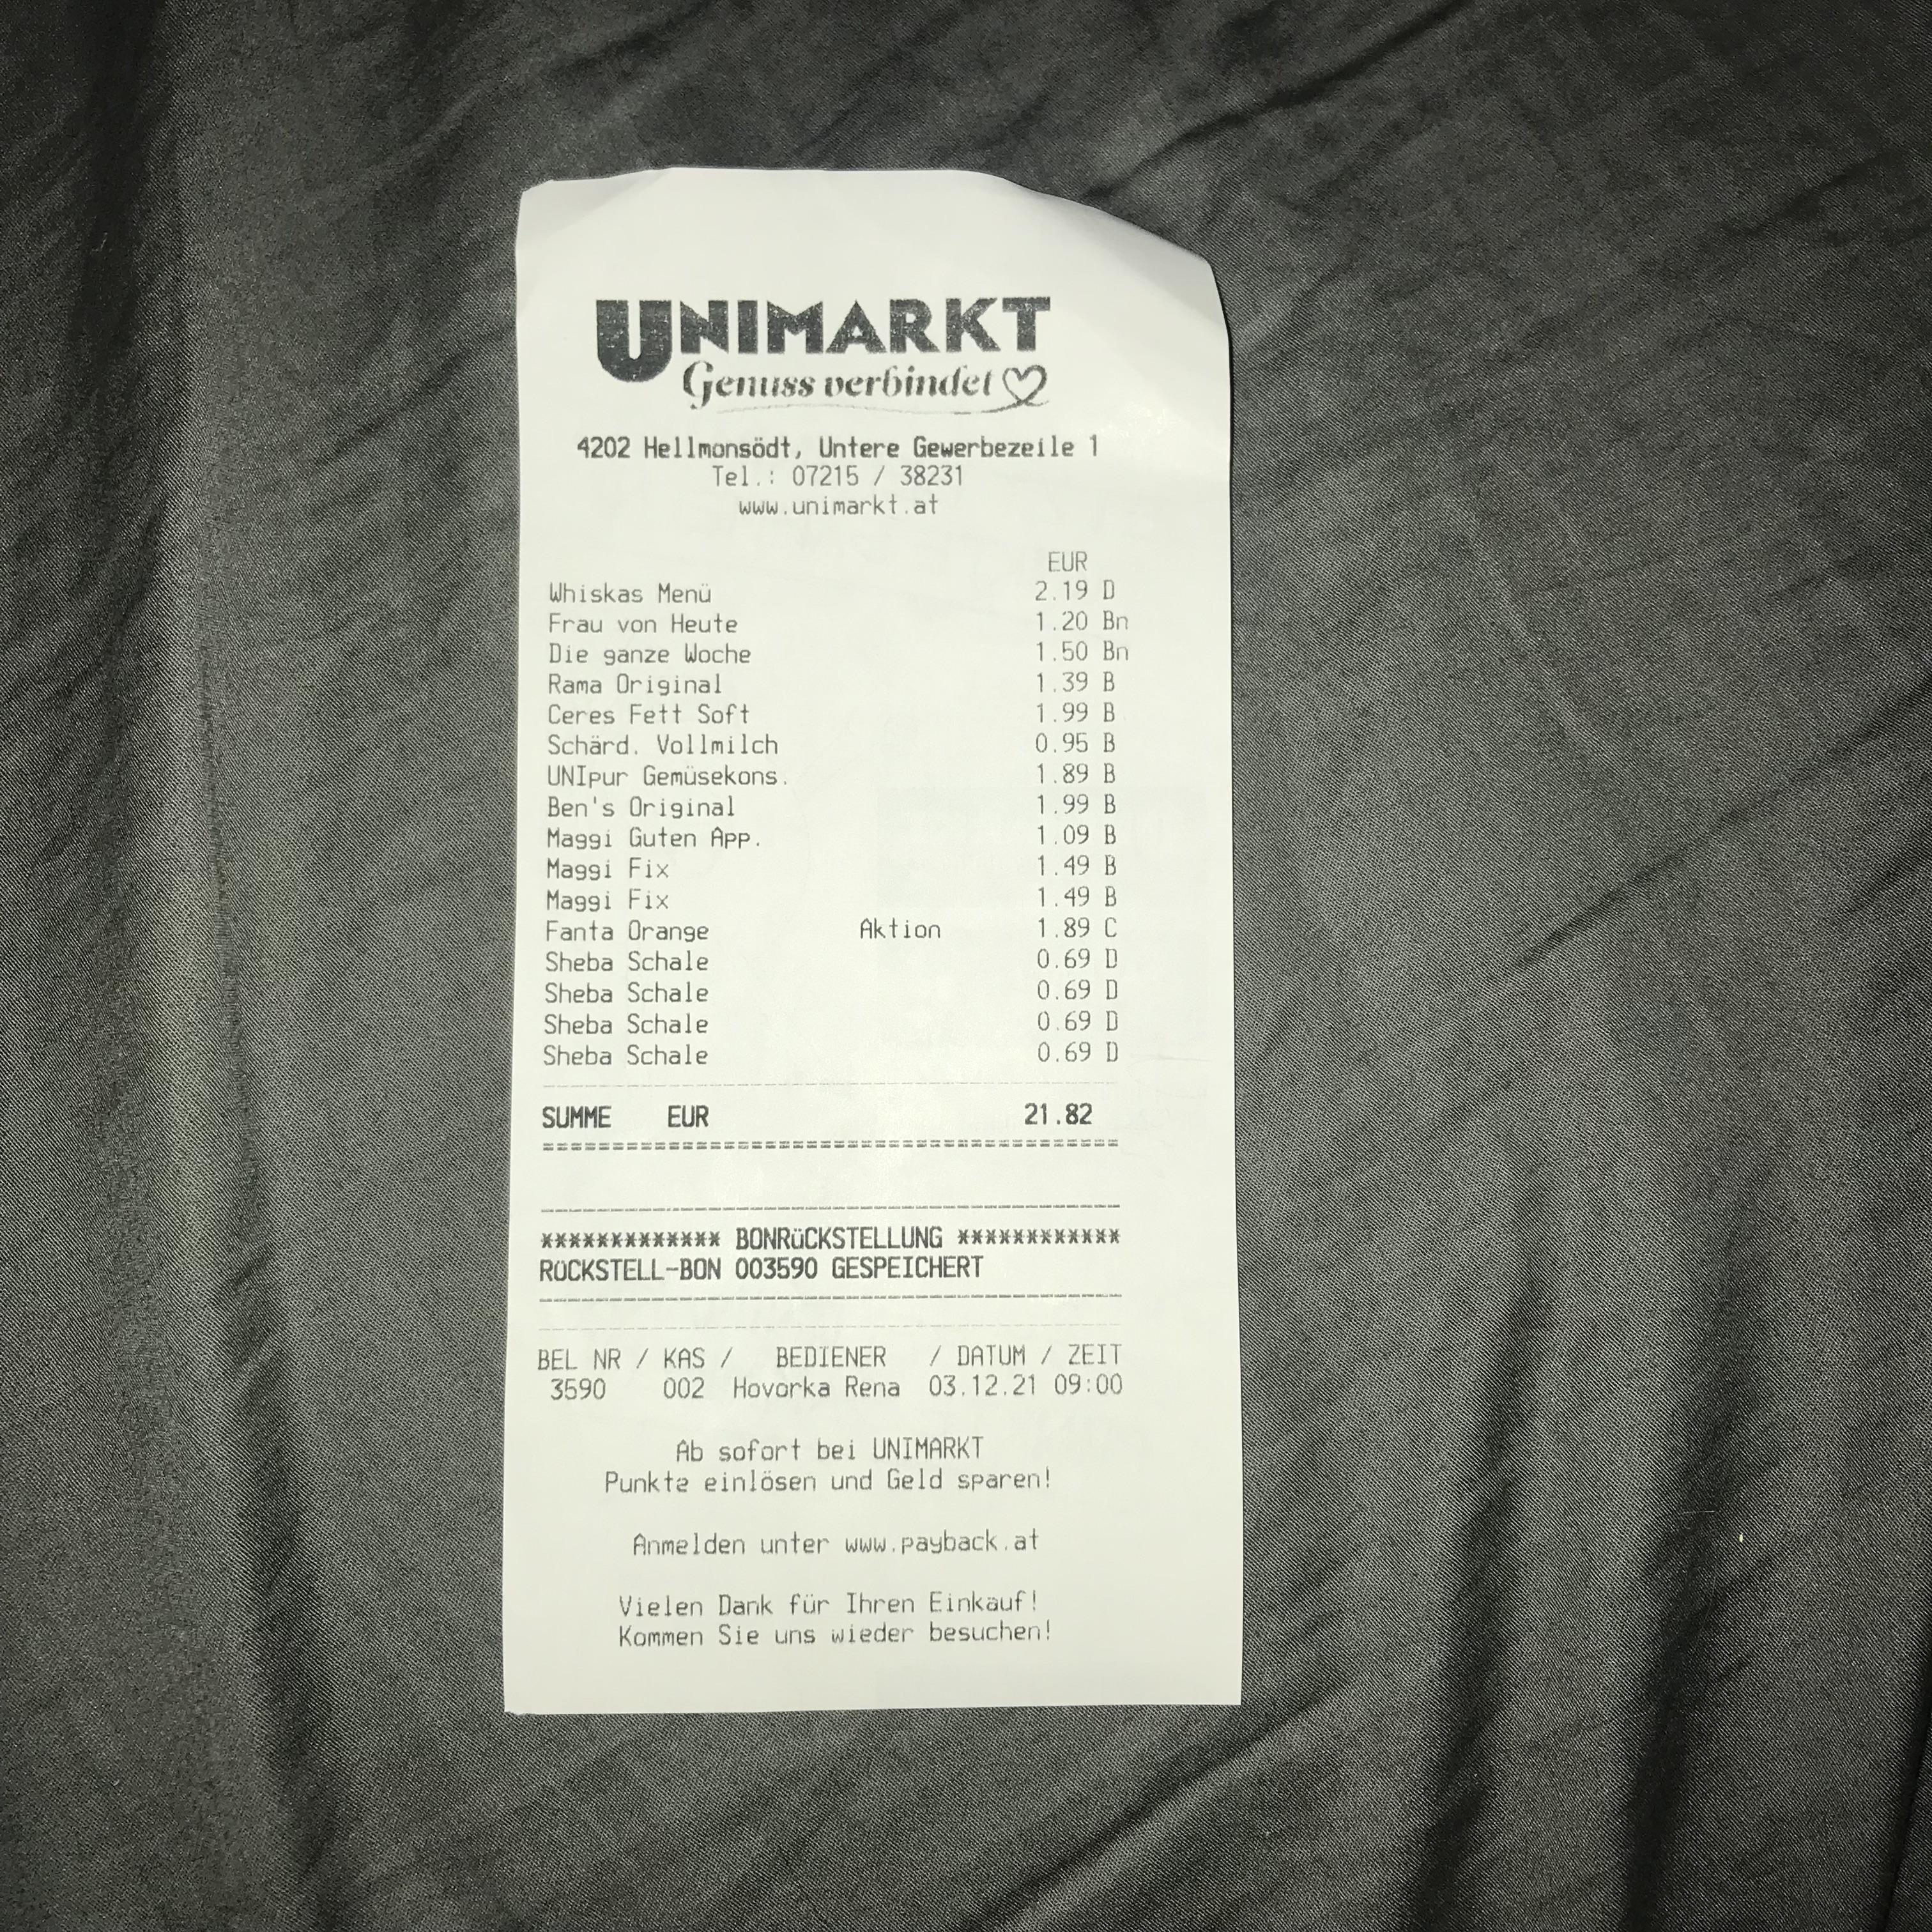 UNIMARKT
Genuss verbindet
4202 Hellmonsödt, Untere Gewerbezeile 1
Tel.: 07215 / 38231
www.unimarkt.at
EUR
Whiskas Menü 2.19 D
Frau von Heute 1.20 Bn
Die ganze Woche 1.50 Bn
Rama Original 1.39 B
Ceres Fett Soft 1.99 B
Schärd. Vollmilch 0.95 B
UNIpur Gemüsekons. 1.89 B
Ben's Original 1.99 B
Maggi Guten App. 1.09 B
Maggi Fix 1.49 B
Maggi Fix 1.49 B
Fanta Orange Aktion 1.89 C
Sheba Schale 0.69 D
Sheba Schale 0.69 D
Sheba Schale 0.69 D
Sheba Schale 0.69 D
SUMME EUR 21.82
============================================
************* BONRüCKSTELLUNG ************
RüCKSTELL-BON 003590 GESPEICHERT
BEL NR / KAS / BEDIENER / DATUM / ZEIT
3590 002 Hovorka Rena 03.12.21 09:00
Ab sofort bei UNIMARKT
Punkte einlösen und Geld sparen!
Anmelden unter www.payback.at
Vielen Dank für Ihren Einkauf!
Kommen Sie uns wieder besuchen!